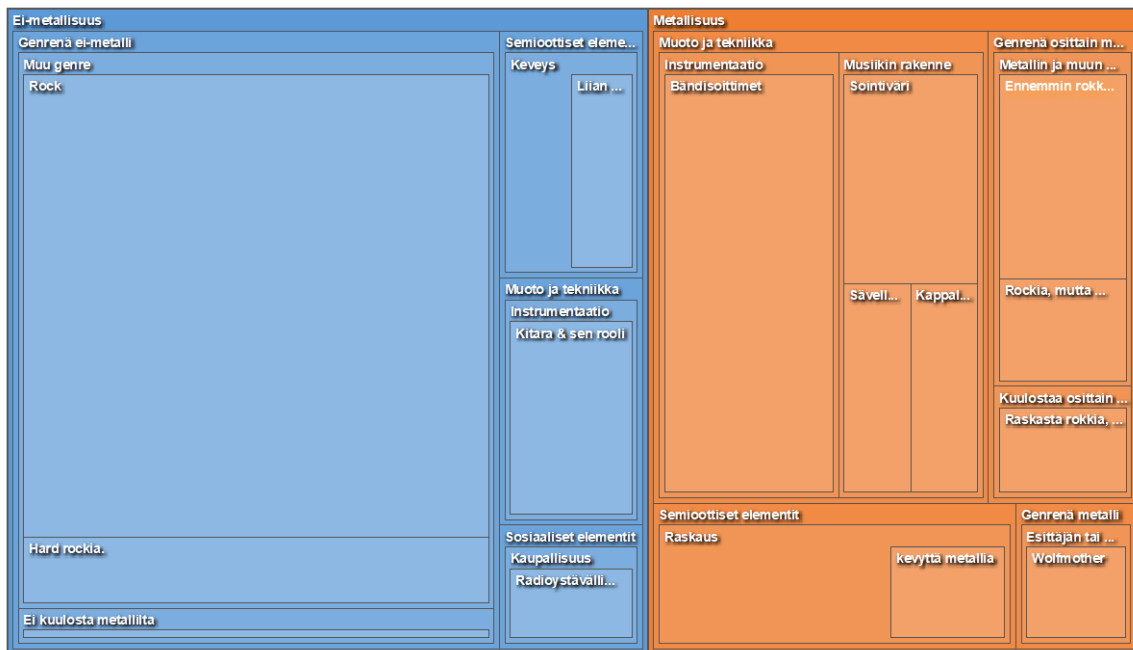 Ei-metallisuus
Genrenä ei-metalli
Muu genre
Rock
Hard rockia.
Ei kuulosta metallilta
Semioottiset eleme...
Keveys
Liian ...
Muoto ja tekniikka
Instrumentaatio
Kitara & sen rooli
Sosiaaliset elementit
Kaupallisuus
Radioystävälli...
Metallisuus
Muoto ja tekniikka
Instrumentaatio
Bändisoittimet
Musiikin rakenne
Sointiväri
Sävell...
Kappal...
Genrenä osittain m...
Metallin ja muun ...
Ennemmin rokk...
Rockia, mutta ...
Kuulostaa osittain ...
Raskasta rokkia, ...
Semioottiset elementit
Raskaus
kevyttä metallia
Genrenä metalli
Esittäjän tai ...
Wolfmother